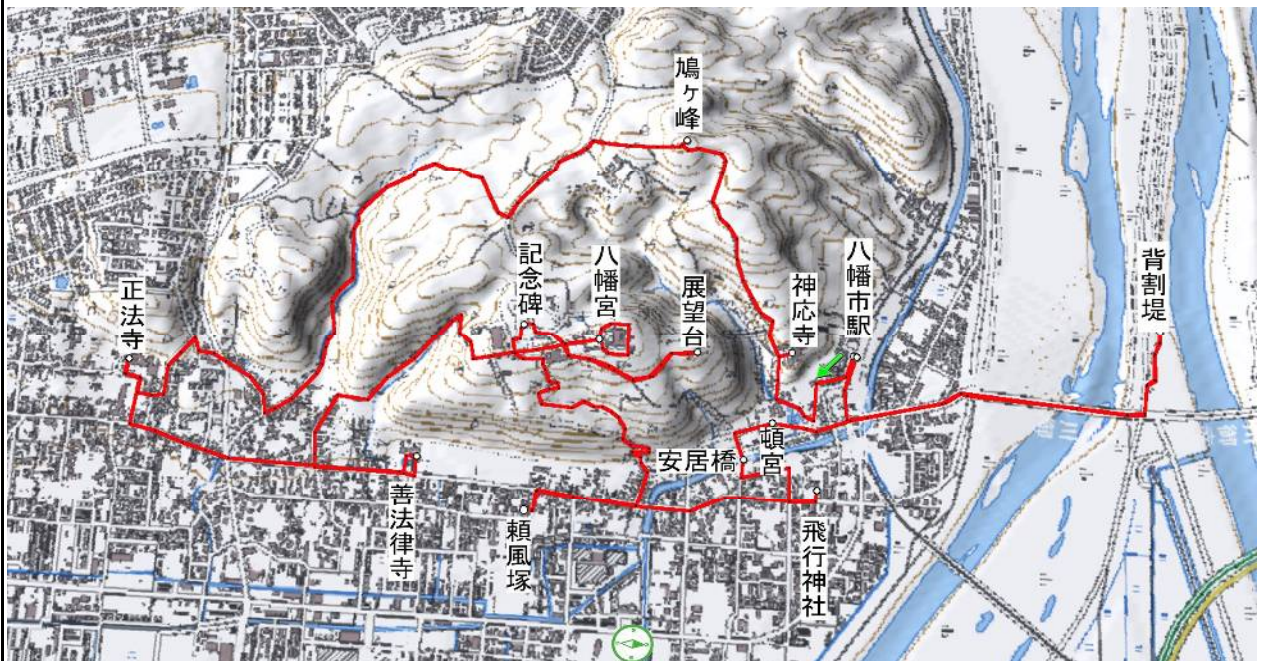 鳩ヶ峰
記念碑
八幡宮
展望台
神応寺
八幡市駅
背割堤
正法寺
頓宮
安居橋
善法律寺
頼風塚
飛行神社